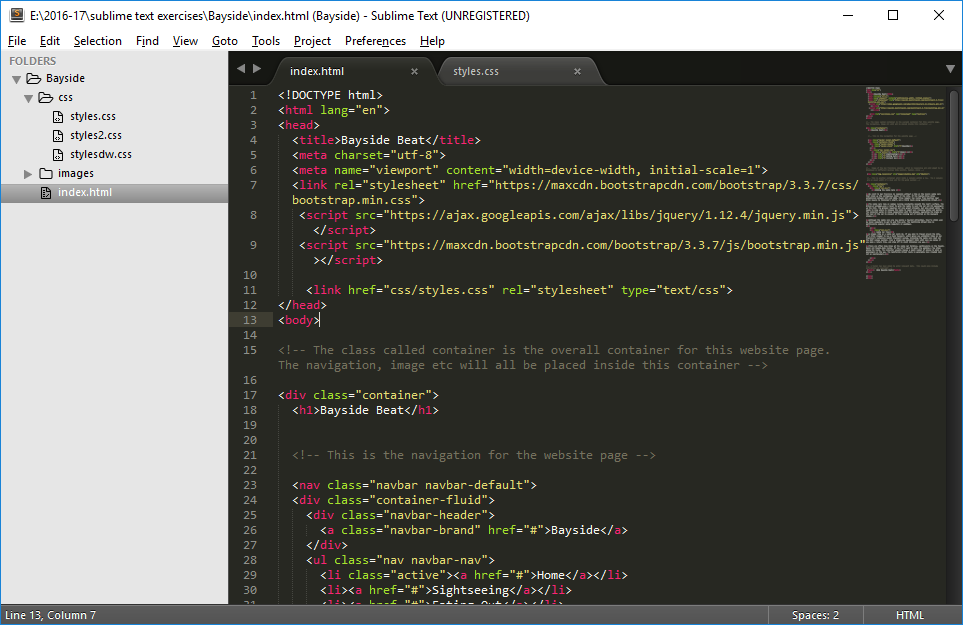 E:\2016-17\sublime text exercises\Bayside\index.html (Bayside) - Sublime Text (UNREGISTERED)
File Edit Selection Find View Goto Tools Project Preferences Help
FOLDERS
Bayside
css
styles.css
styles2.css
stylesdw.css
images
index.html
index.html × styles.css ×
1 <!DOCTYPE html>
2 <html lang="en">
3 <head>
4 <title>Bayside Beat</title>
5 <meta charset="utf-8">
6 <meta name="viewport" content="width=device-width, initial-scale=1">
7 <link rel="stylesheet" href="https://maxcdn.bootstrapcdn.com/bootstrap/3.3.7/css/
bootstrap.min.css">
8 <script src="https://ajax.googleapis.com/ajax/libs/jquery/1.12.4/jquery.min.js">
</script>
9 <script src="https://maxcdn.bootstrapcdn.com/bootstrap/3.3.7/js/bootstrap.min.js"
></script>
10
11 <link href="css/styles.css" rel="stylesheet" type="text/css">
12 </head>
13 <body>
14
15 <!-- The class called container is the overall container for this website page.
The navigation, image etc will all be placed inside this container -->
16
17 <div class="container">
18 <h1>Bayside Beat</h1>
19
20
21 <!-- This is the navigation for the website page -->
22
23 <nav class="navbar navbar-default">
24 <div class="container-fluid">
25 <div class="navbar-header">
26 <a class="navbar-brand" href="#">Bayside</a>
27 </div>
28 <ul class="nav navbar-nav">
29 <li class="active"><a href="#">Home</a></li>
30 <li><a href="#">Sightseeing</a></li>
31 <li><a href="#">Eating Out</a></li>
Line 13, Column 7 Spaces: 2 HTML